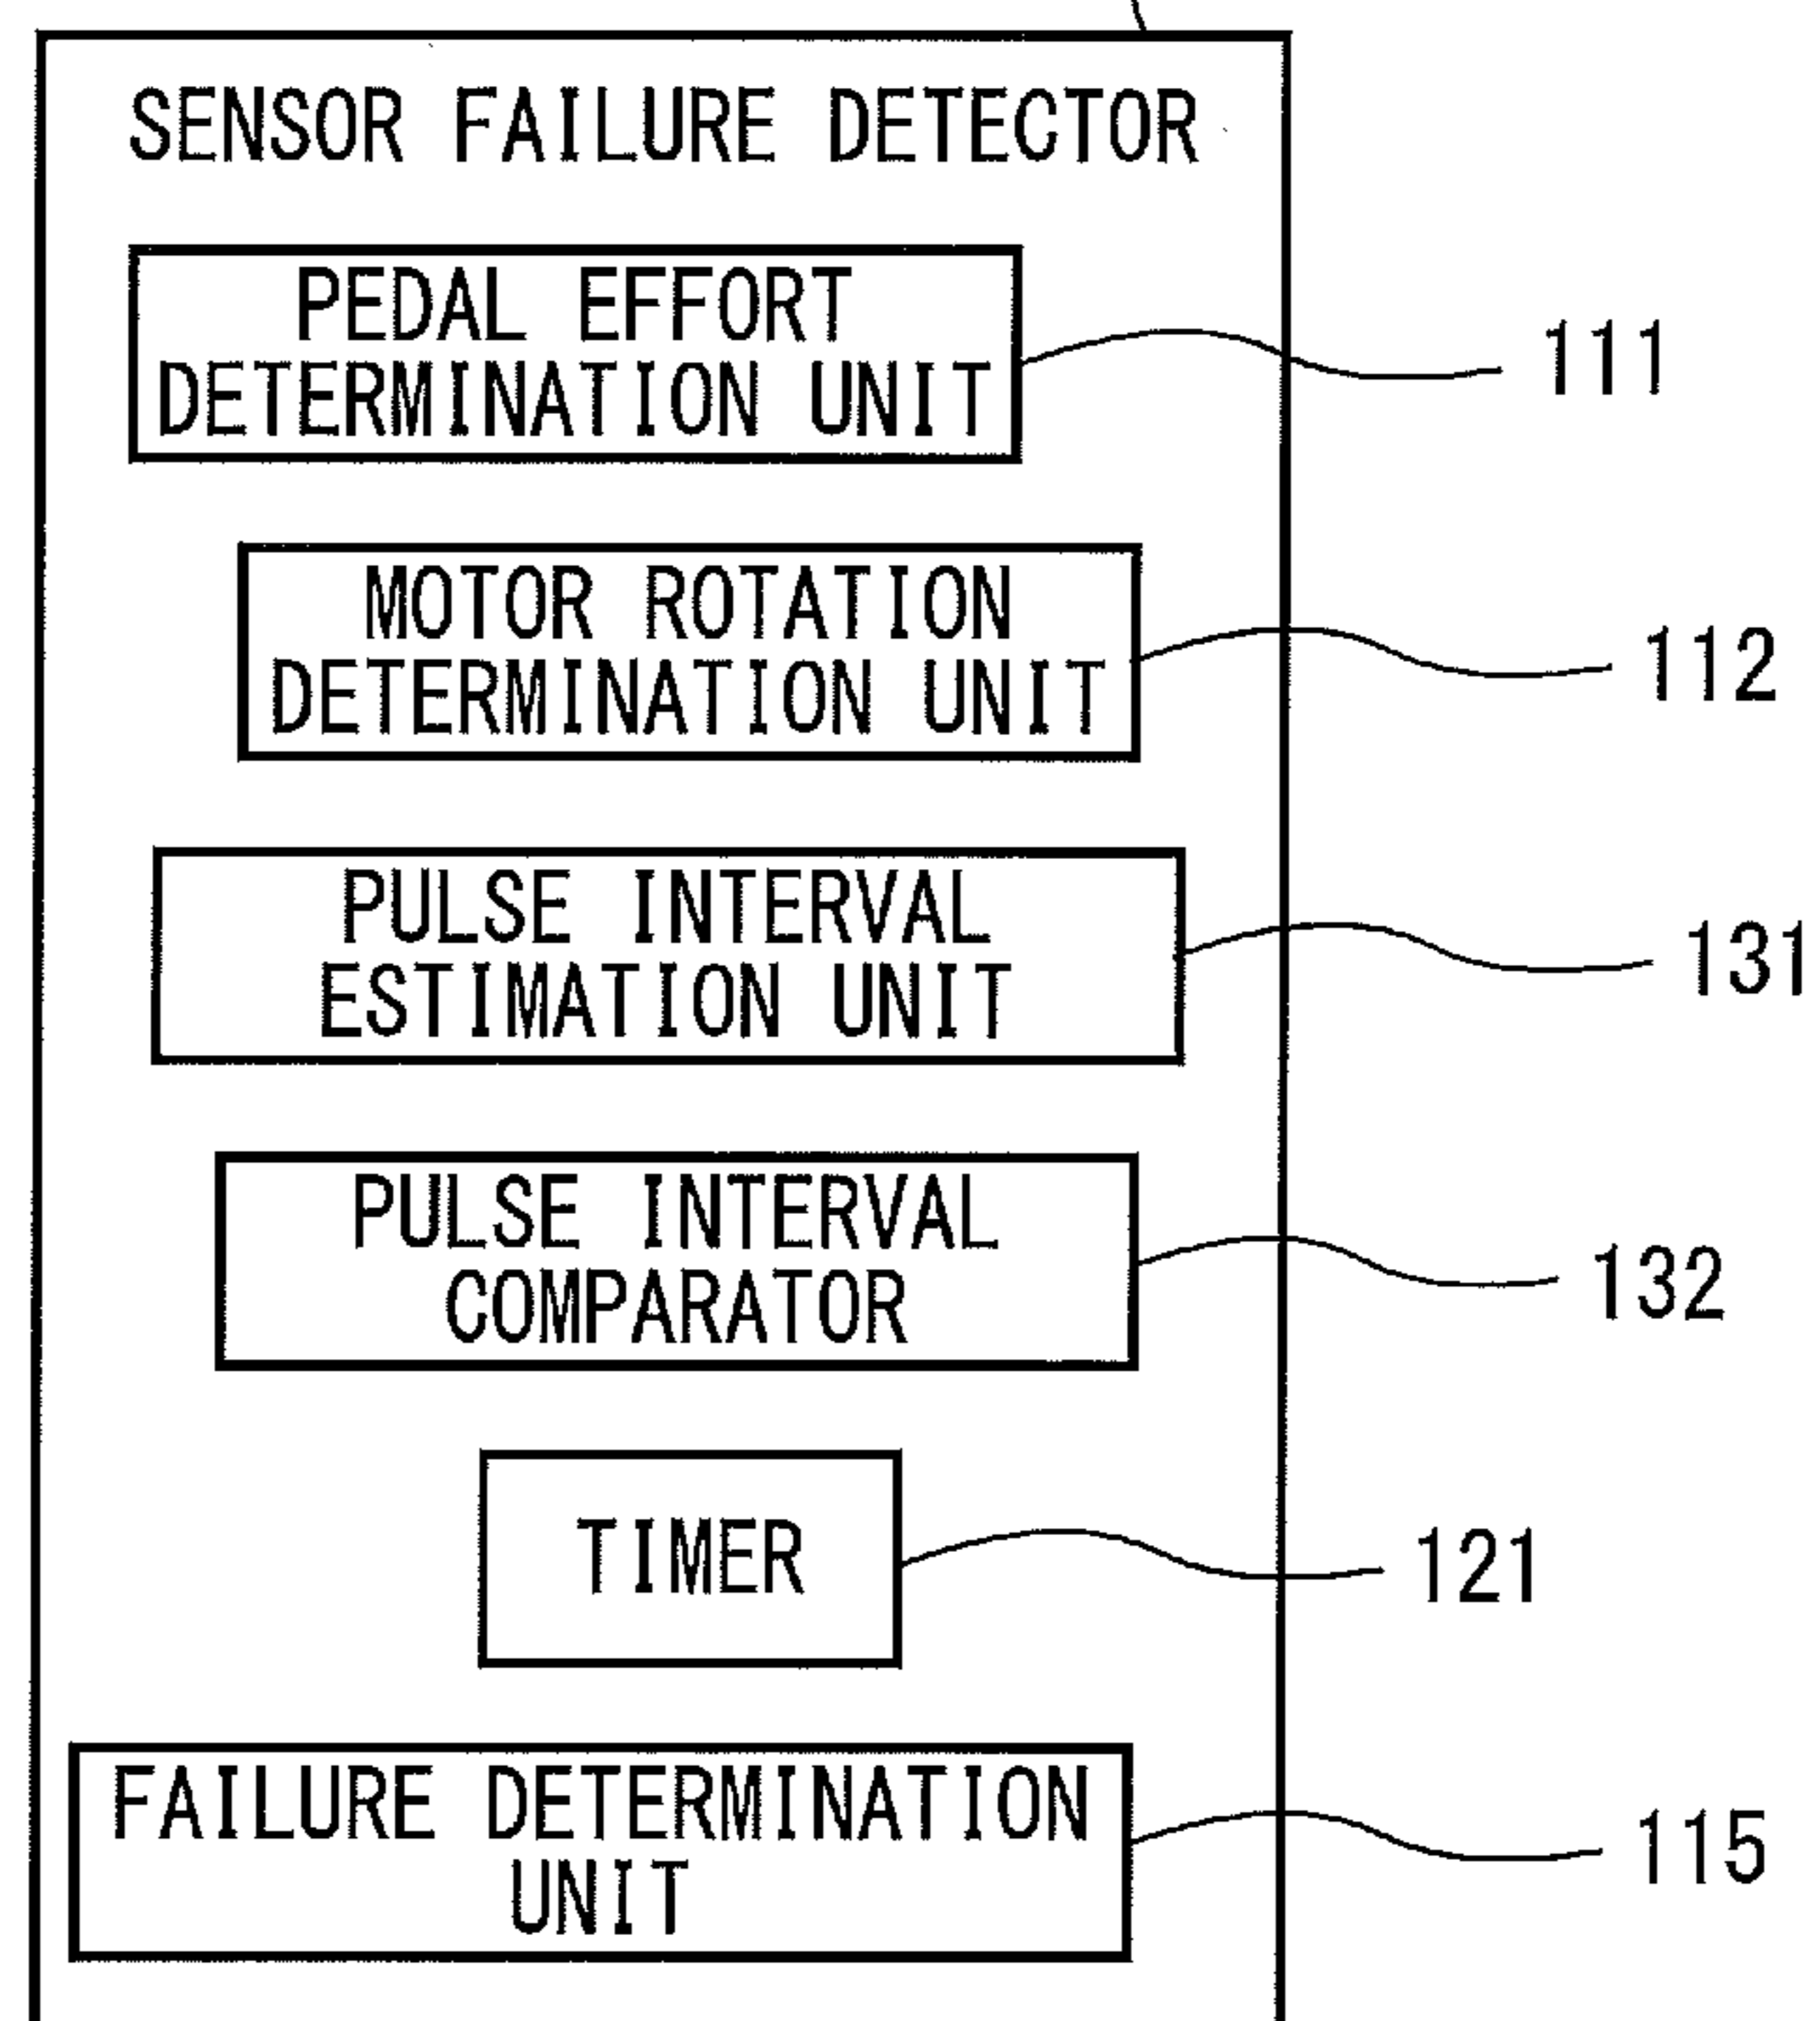 SENSOR FAILURE DETECTOR
PEDAL EFFORT
DETERMINATION UNIT
111
MOTOR ROTATION
DETERMINATION UNIT
112
PULSE INTERVAL
ESTIMATION UNIT
131
PULSE INTERVAL
COMPARATOR
132
TIMER
121
FAILURE DETERMINATION
UNIT
115